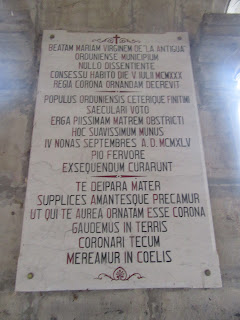 BEATAM MARIAM VIRGINEM DE "LA ANTIGUA"
ORDUNIENSE MUNICIPIUM
NULLO DISSENTIENTE
CONSESSU HABITO DIE V IULII MCMXXX
REGIA CORONA ORNANDAM DECREVIT
POPULUS ORDUNIENSIS CETERIQUE FINITIMI
SAECULARI VOTO
ERGA PIISSIMAM MATREM OBSTRICTI
HOC SUAVISSIMUM MUNUS
IV NONAS SEPTEMBRES A.D. MCMXLV
PIO FERVORE
EXSEQUENDUM CURARUNT
TE DEIPARA MATER
SUPPLICES AMANTESQUE PRECAMUR
UT QUI TE AUREA ORNATAM ESSE CORONA
GAUDEMUS IN TERRIS
CORONARI TECUM
MEREAMUR IN COELIS